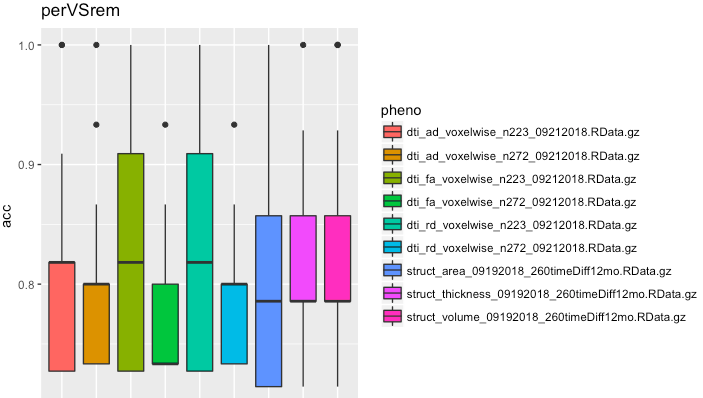 perVSrem
1.0
0.9
0.8
acc
pheno
dti_ad_voxelwise_n223_09212018.RData.gz
dti_ad_voxelwise_n272_09212018.RData.gz
dti_fa_voxelwise_n223_09212018.RData.gz
dti_fa_voxelwise_n272_09212018.RData.gz
dti_rd_voxelwise_n223_09212018.RData.gz
dti_rd_voxelwise_n272_09212018.RData.gz
struct_area_09192018_260timeDiff12mo.RData.gz
struct_thickness_09192018_260timeDiff12mo.RData.gz
struct_volume_09192018_260timeDiff12mo.RData.gz